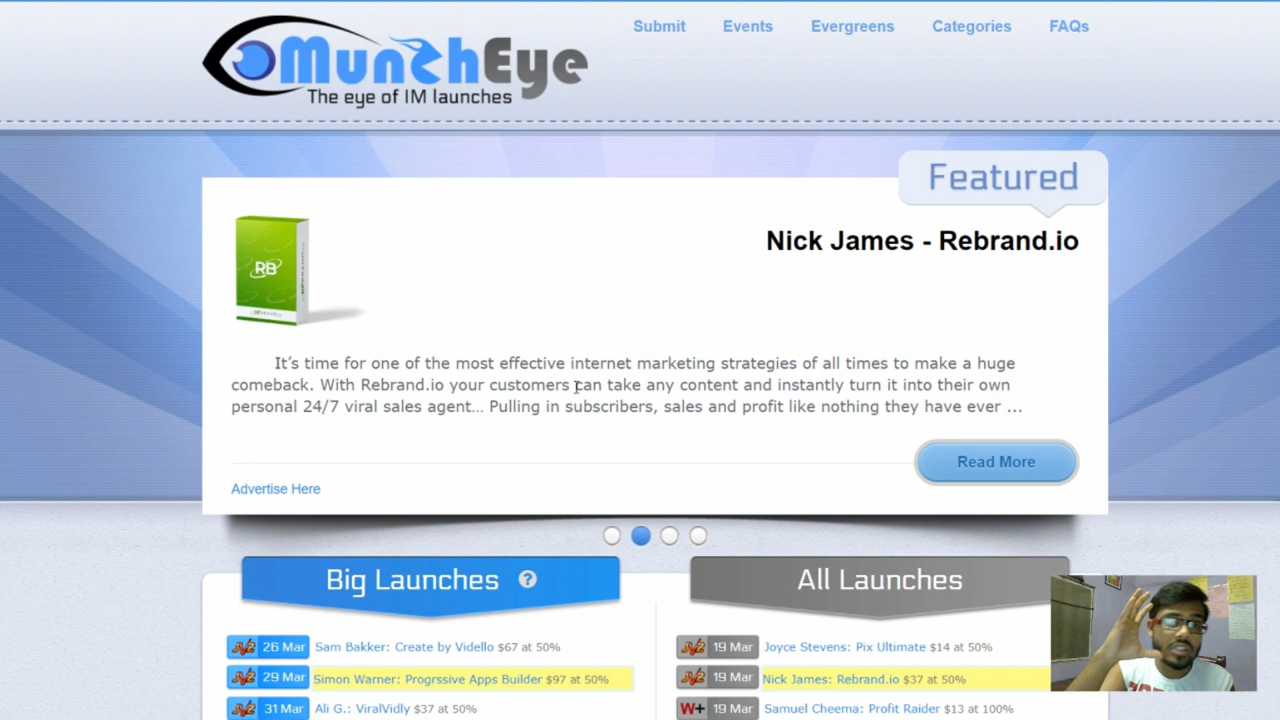 MunchEye
The eye of IM launches
Submit
Events
Evergreens
Categories
FAQs
Featured
Nick James - Rebrand.io
RB
It's time for one of the most effective internet marketing strategies of all times to make a huge
comeback. With Rebrand.io your customers can take any content and instantly turn it into their own
personal 24/7 viral sales agent… Pulling in subscribers, sales and profit like nothing they have ever ...
Read More
Advertise Here
Big Launches ?
JVZ 26 Mar Sam Bakker: Create by Vidello $67 at 50%
JVZ 29 Mar Simon Warner: Progrssive Apps Builder $97 at 50%
JVZ 31 Mar Ali G.: ViralVidly $37 at 50%
All Launches
JVZ 19 Mar Joyce Stevens: Pix Ultimate $14 at 50%
JVZ 19 Mar Nick James: Rebrand.io $37 at 50%
W+ 19 Mar Samuel Cheema: Profit Raider $13 at 100%